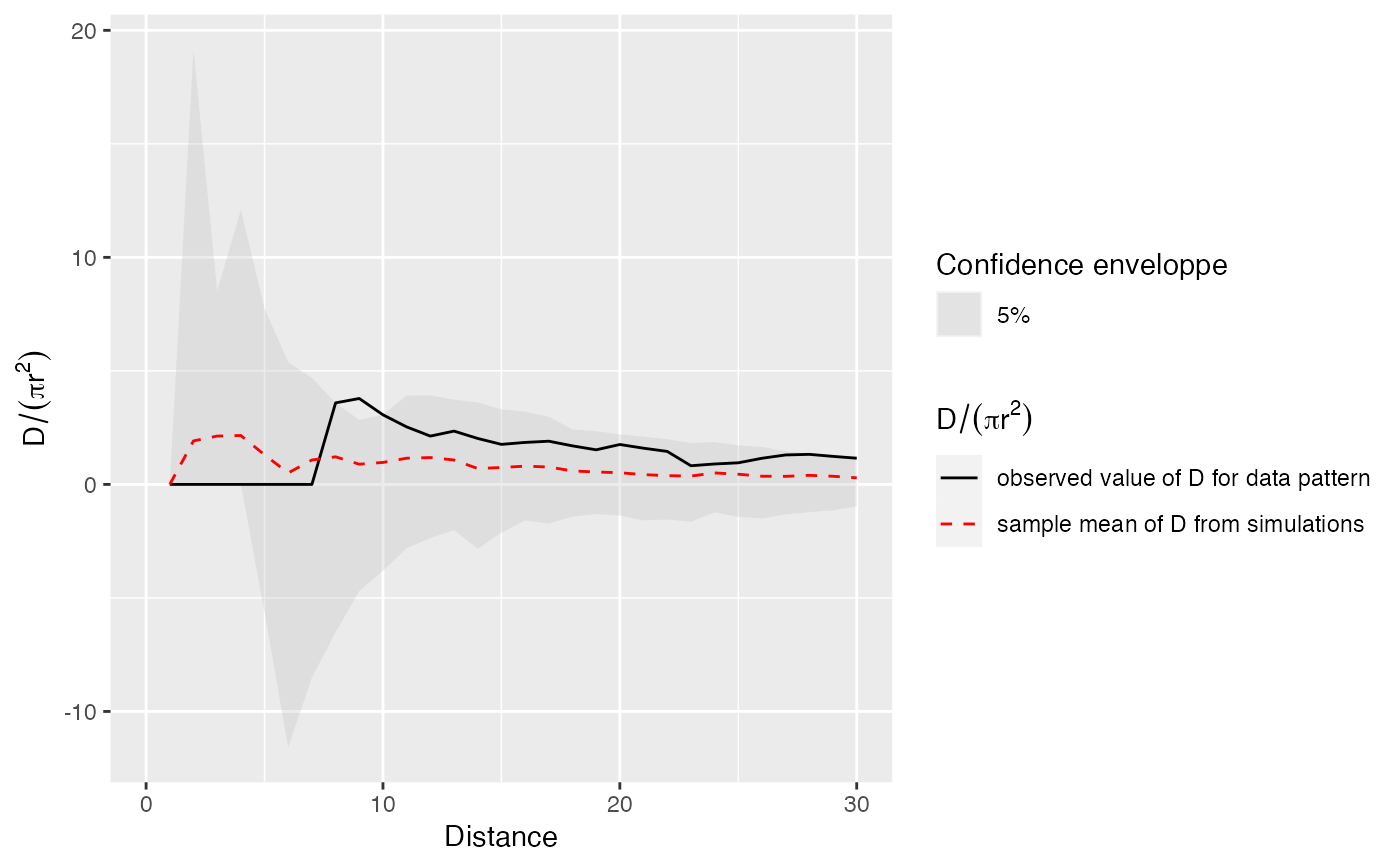 20
10
0
-10
D/(πr²)
0
10
20
30
Distance
Confidence enveloppe
5%
D/(πr²)
observed value of D for data pattern
sample mean of D from simulations